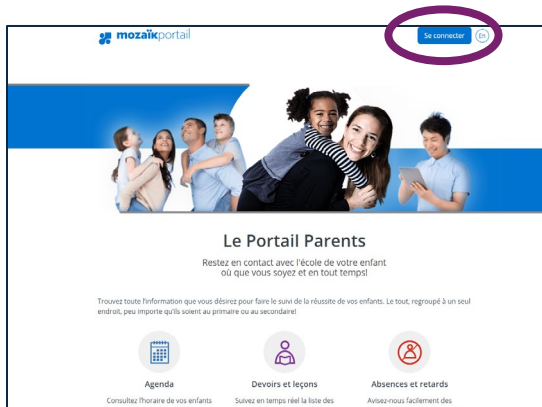 mozaïkportail
Se connecter
En
Le Portail Parents
Restez en contact avec l'école de votre enfant
où que vous soyez et en tout temps!
Trouvez toute l'information que vous désirez pour faire le suivi de la réussite de vos enfants. Le tout, regroupé à un seul
endroit, peu importe qu'ils soient au primaire ou au secondaire!
Agenda
Devoirs et leçons
Absences et retards
Consultez l'horaire de vos enfants
Suivez en temps réel la liste des
Avisez-nous facilement des